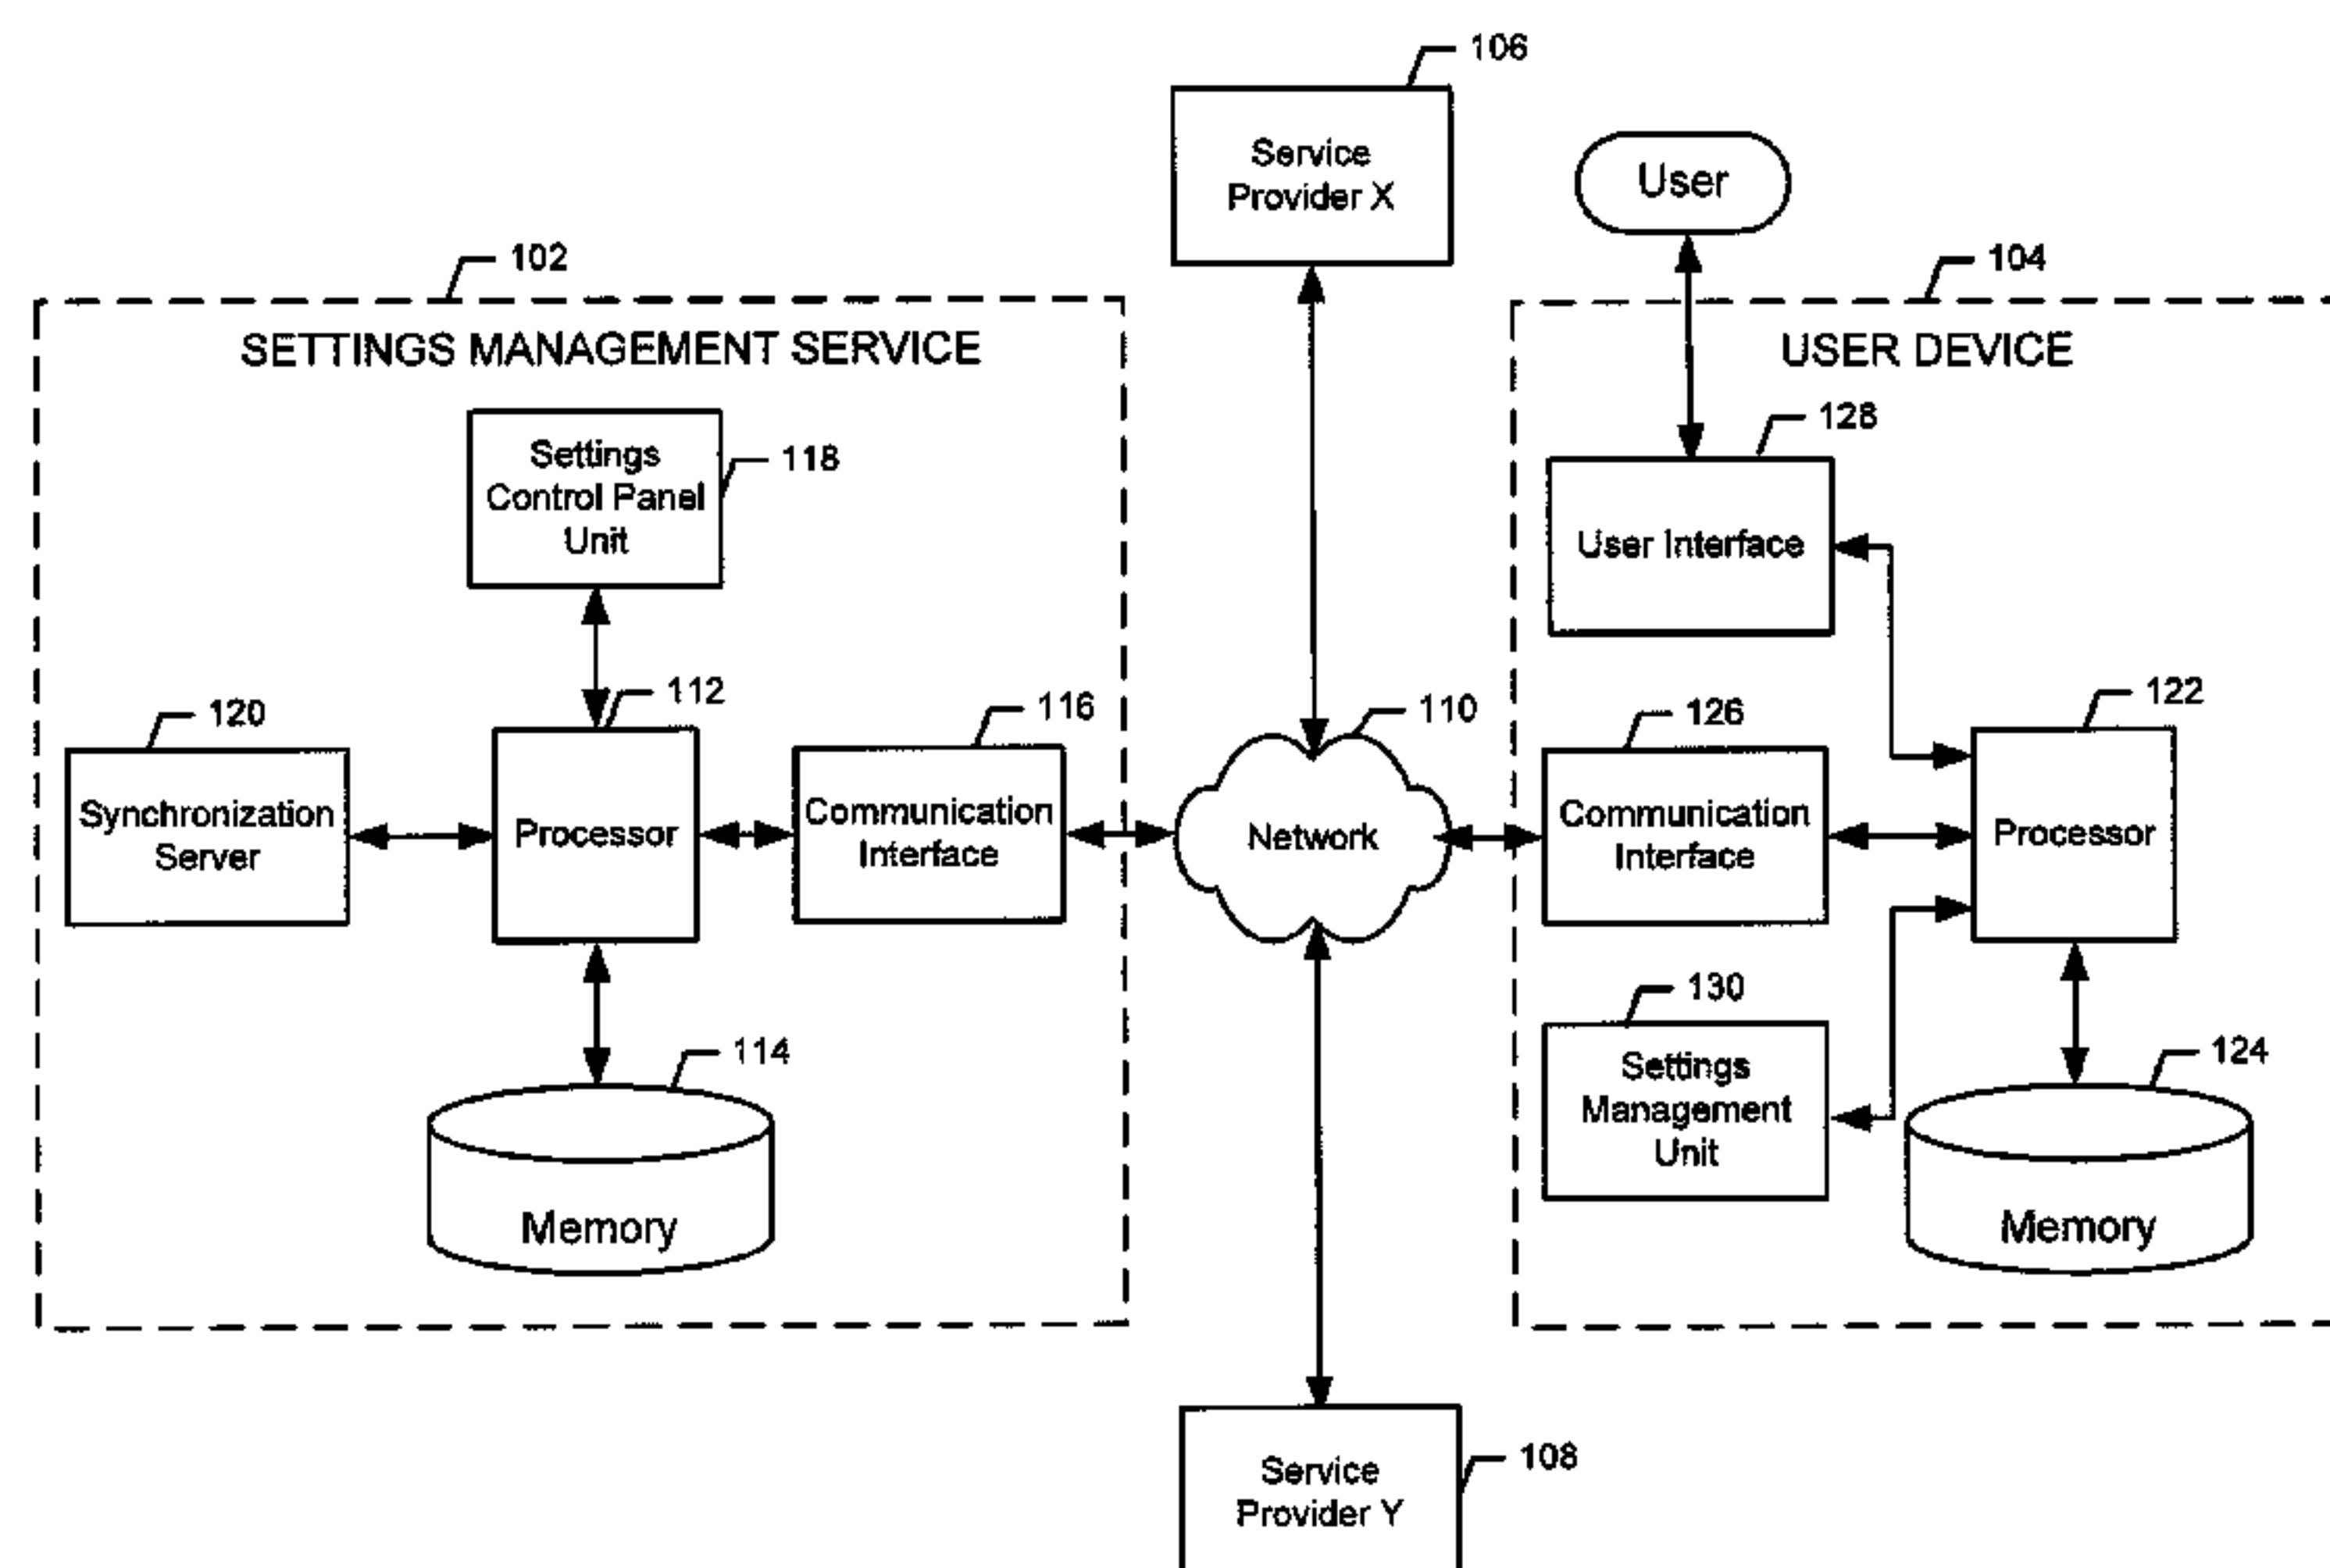 106
Service
Provider X
User
102
104
SETTINGS MANAGEMENT SERVICE
USER DEVICE
128
Settings
Control Panel
Unit
118
User Interface
120
112
116
110
126
122
Synchronization
Server
Processor
Communication
Interface
Network
Communication
Interface
Processor
130
114
Settings
Management
Unit
124
Memory
Memory
Service
Provider Y
108